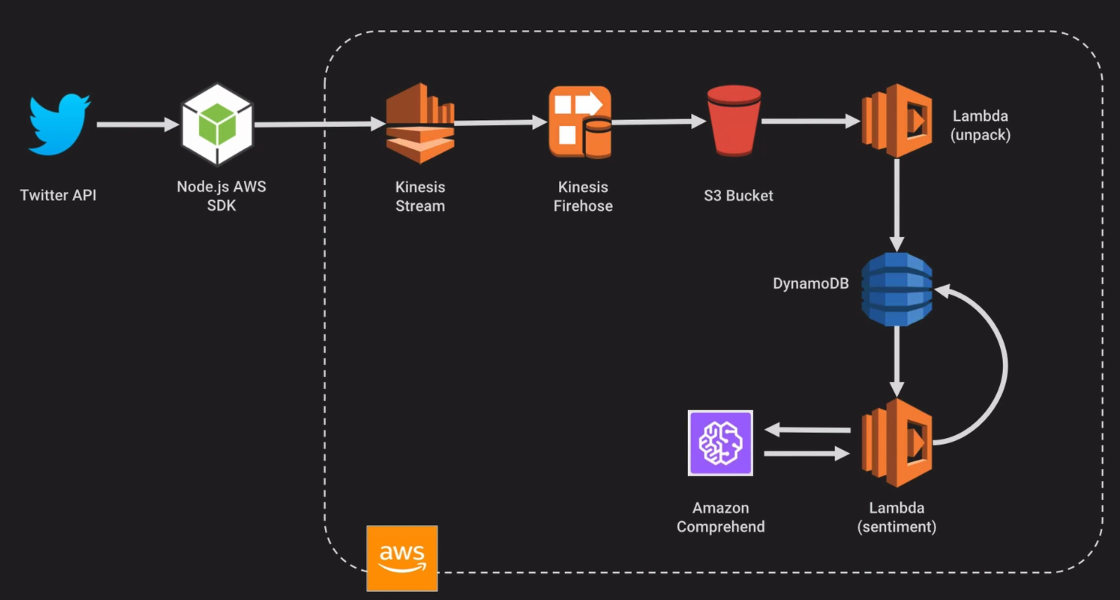 Twitter API
Node.js AWS
SDK
Kinesis
Stream
Kinesis
Firehose
S3 Bucket
Lambda
(unpack)
DynamoDB
Amazon
Comprehend
Lambda
(sentiment)
aws